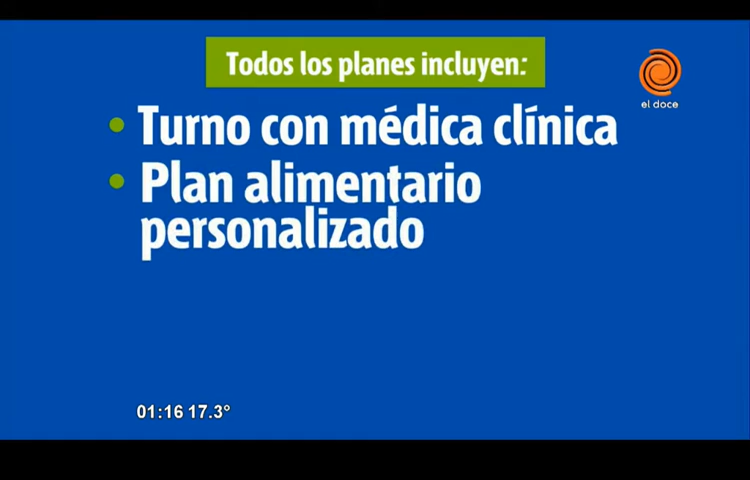 Todos los planes incluyen:
el doce
• Turno con médica clínica
• Plan alimentario
personalizado
01:16 17.3°